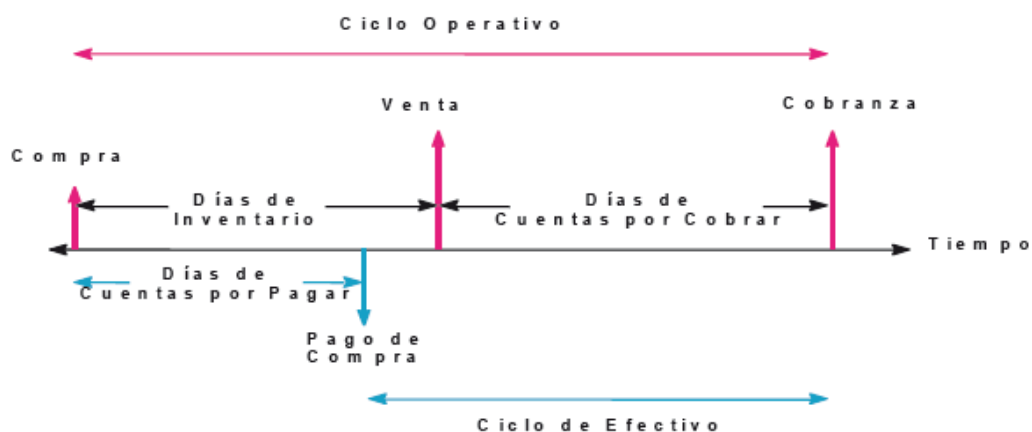 Ciclo Operativo
Venta
Cobranza
Compra
Días de
Inventario
Días de
Cuentas por Cobrar
Tiempo
Días de
Cuentas por Pagar
Pago de
Compra
Ciclo de Efectivo